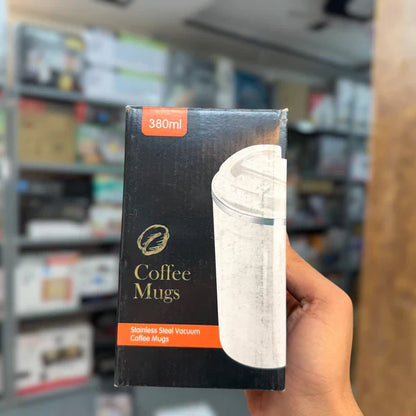 380ml
Coffee
Mugs
Stainless Steel Vacuum
Coffee Mugs